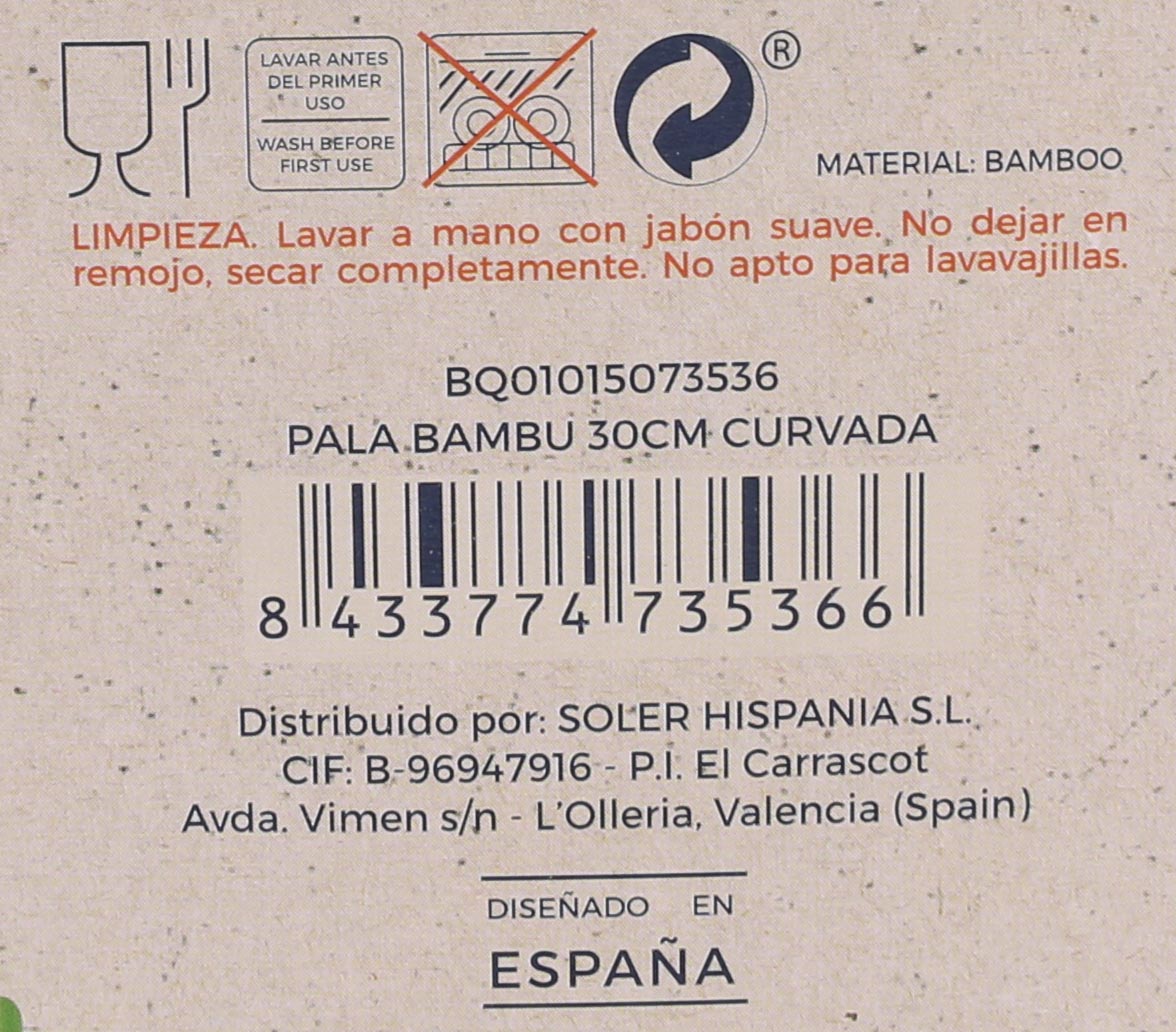 LAVAR ANTES
DEL PRIMER
USO
WASH BEFORE
FIRST USE
®
MATERIAL: BAMBOO
LIMPIEZA. Lavar a mano con jabón suave. No dejar en
remojo, secar completamente. No apto para lavavajillas.
BQ01015073536
PALA BAMBU 30CM CURVADA
8 433774 735366
Distribuido por: SOLER HISPANIA S.L.
CIF: B-96947916 - P.I. El Carrascot
Avda. Vimen s/n - L'Olleria, Valencia (Spain)
DISEÑADO EN
ESPAÑA